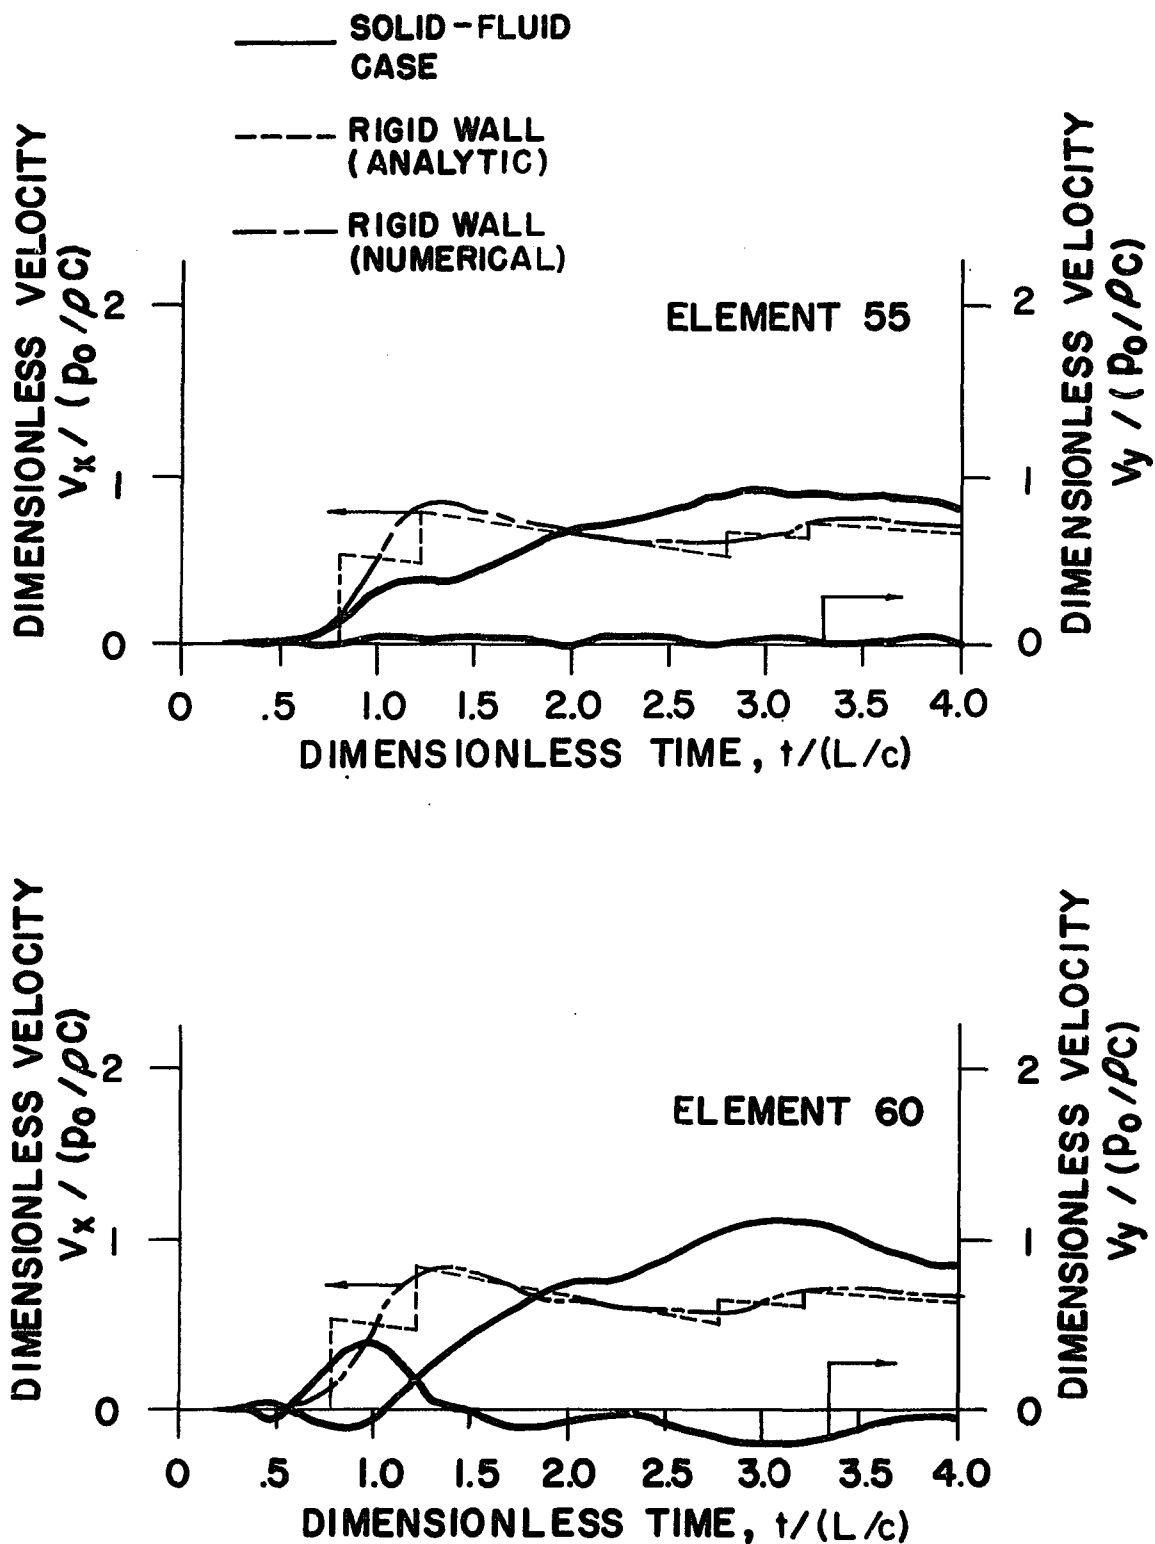 SOLID-FLUID
CASE
RIGID WALL
(ANALYTIC)
RIGID WALL
(NUMERICAL)
DIMENSIONLESS VELOCITY
Vx / (po/ρC)
2
1
0
ELEMENT 55
2
1
0
DIMENSIONLESS VELOCITY
Vy / (po/ρC)
0 .5 1.0 1.5 2.0 2.5 3.0 3.5 4.0
DIMENSIONLESS TIME, t/(L/c)
DIMENSIONLESS VELOCITY
Vx / (po/ρC)
2
1
0
ELEMENT 60
2
1
0
DIMENSIONLESS VELOCITY
Vy / (Po/ρC)
0 .5 1.0 1.5 2.0 2.5 3.0 3.5 4.0
DIMENSIONLESS TIME, t/(L/c)